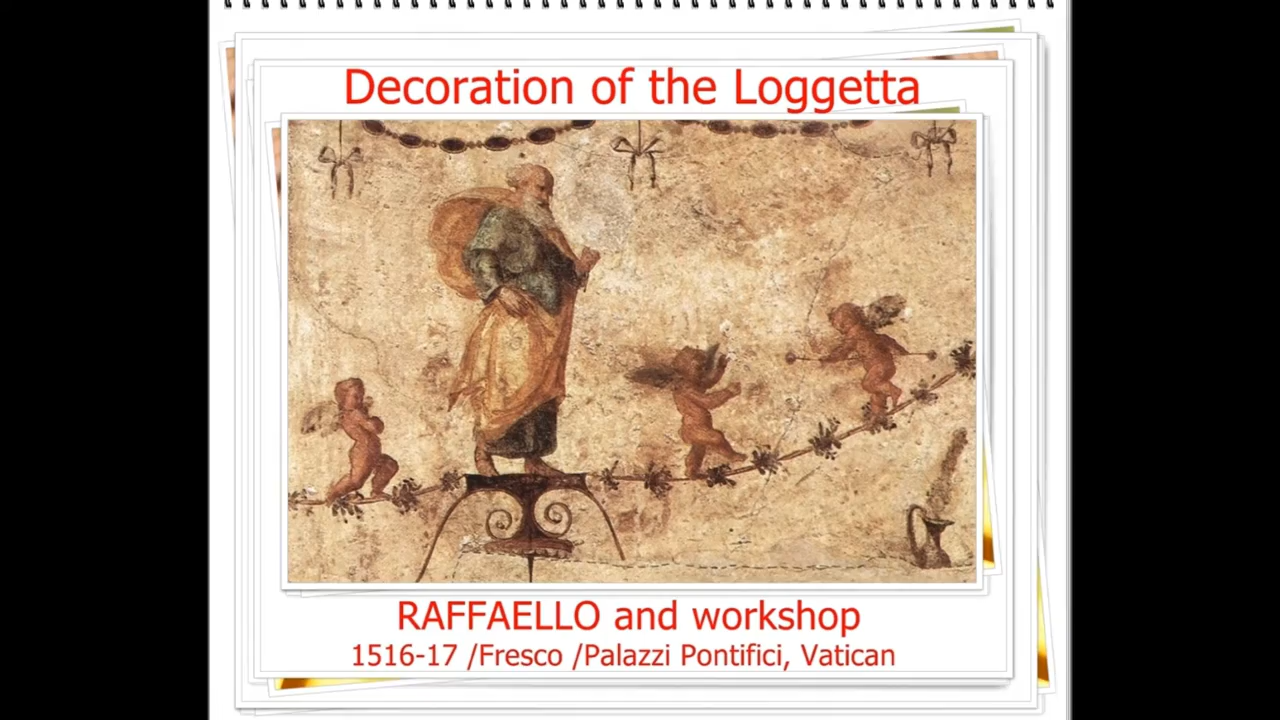 Decoration of the Loggetta
RAFFAELLO and workshop
1516-17 /Fresco /Palazzi Pontifici, Vatican